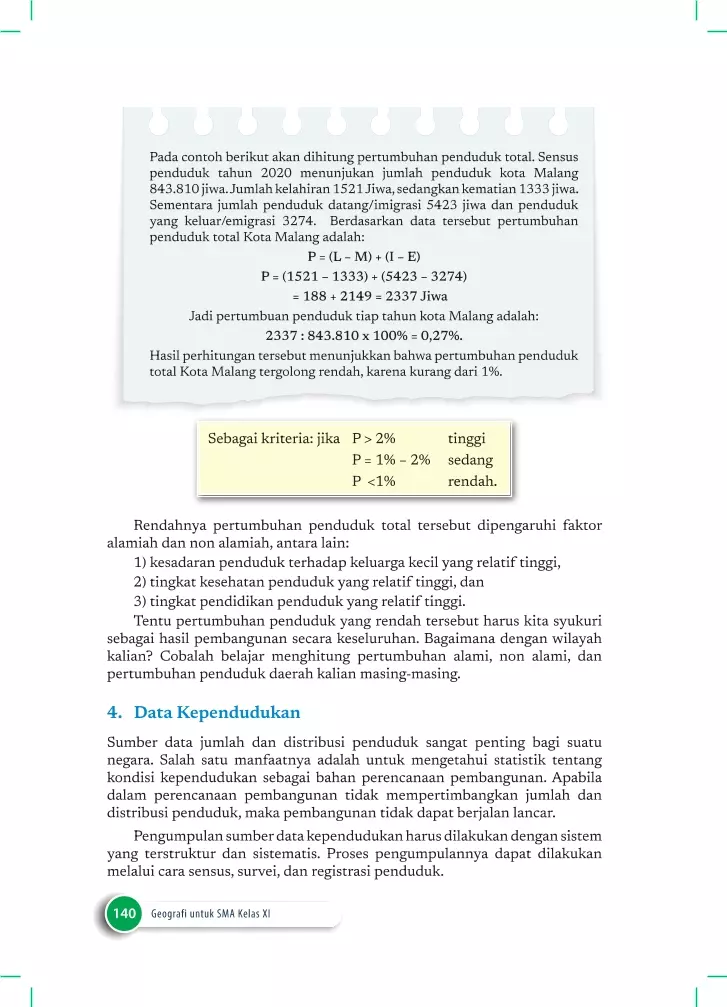 Pada contoh berikut akan dihitung pertumbuhan penduduk total. Sensus
penduduk tahun 2020 menunjukan jumlah penduduk kota Malang
843.810 jiwa. Jumlah kelahiran 1521 Jiwa, sedangkan kematian 1333 jiwa.
Sementara jumlah penduduk datang/imigrasi 5423 jiwa dan penduduk
yang keluar/emigrasi 3274. Berdasarkan data tersebut pertumbuhan
penduduk total Kota Malang adalah:
P = (L – M) + (I – E)
P = (1521 – 1333) + (5423 – 3274)
= 188 + 2149 = 2337 Jiwa
Jadi pertumbuan penduduk tiap tahun kota Malang adalah:
2337 : 843.810 x 100% = 0,27%.
Hasil perhitungan tersebut menunjukkan bahwa pertumbuhan penduduk
total Kota Malang tergolong rendah, karena kurang dari 1%.
Sebagai kriteria: jika P > 2% tinggi
P = 1% – 2% sedang
P <1% rendah.
Rendahnya pertumbuhan penduduk total tersebut dipengaruhi faktor
alamiah dan non alamiah, antara lain:
1) kesadaran penduduk terhadap keluarga kecil yang relatif tinggi,
2) tingkat kesehatan penduduk yang relatif tinggi, dan
3) tingkat pendidikan penduduk yang relatif tinggi.
Tentu pertumbuhan penduduk yang rendah tersebut harus kita syukuri
sebagai hasil pembangunan secara keseluruhan. Bagaimana dengan wilayah
kalian? Cobalah belajar menghitung pertumbuhan alami, non alami, dan
pertumbuhan penduduk daerah kalian masing-masing.
4. Data Kependudukan
Sumber data jumlah dan distribusi penduduk sangat penting bagi suatu
negara. Salah satu manfaatnya adalah untuk mengetahui statistik tentang
kondisi kependudukan sebagai bahan perencanaan pembangunan. Apabila
dalam perencanaan pembangunan tidak mempertimbangkan jumlah dan
distribusi penduduk, maka pembangunan tidak dapat berjalan lancar.
Pengumpulan sumber data kependudukan harus dilakukan dengan sistem
yang terstruktur dan sistematis. Proses pengumpulannya dapat dilakukan
melalui cara sensus, survei, dan registrasi penduduk.
140 Geografi untuk SMA Kelas XI